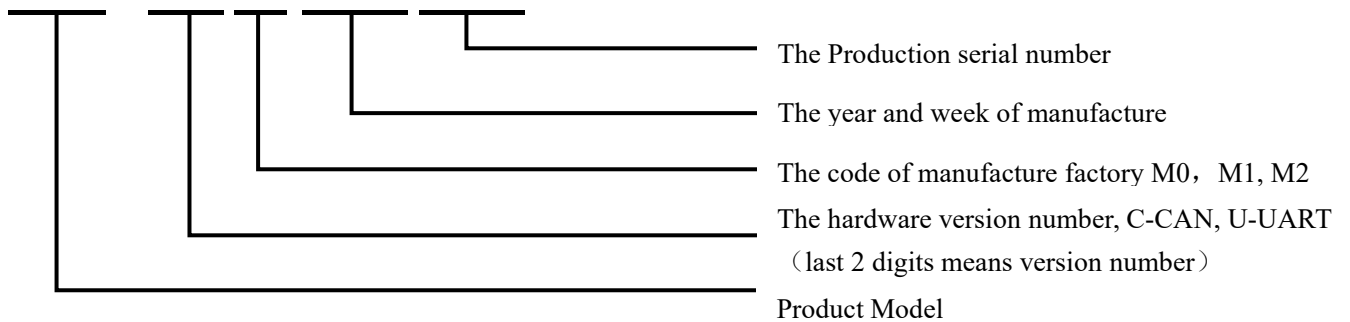 The Production serial number
The year and week of manufacture
The code of manufacture factory M0，M1, M2
The hardware version number, C-CAN, U-UART
（last 2 digits means version number）
Product Model